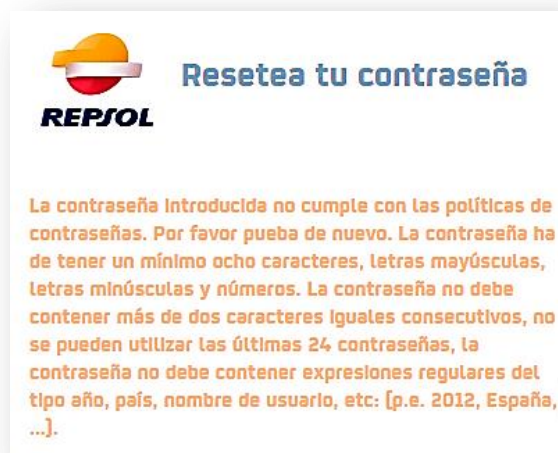 Resetea tu contraseña
REPSOL
La contraseña introducida no cumple con las políticas de
contraseñas. Por favor pueba de nuevo. La contraseña ha
de tener un mínimo ocho caracteres, letras mayúsculas,
letras minúsculas y números. La contraseña no debe
contener más de dos caracteres iguales consecutivos, no
se pueden utilizar las últimas 24 contraseñas, la
contraseña no debe contener expresiones regulares del
tipo año, país, nombre de usuario, etc: (p.e. 2012, España,
...).